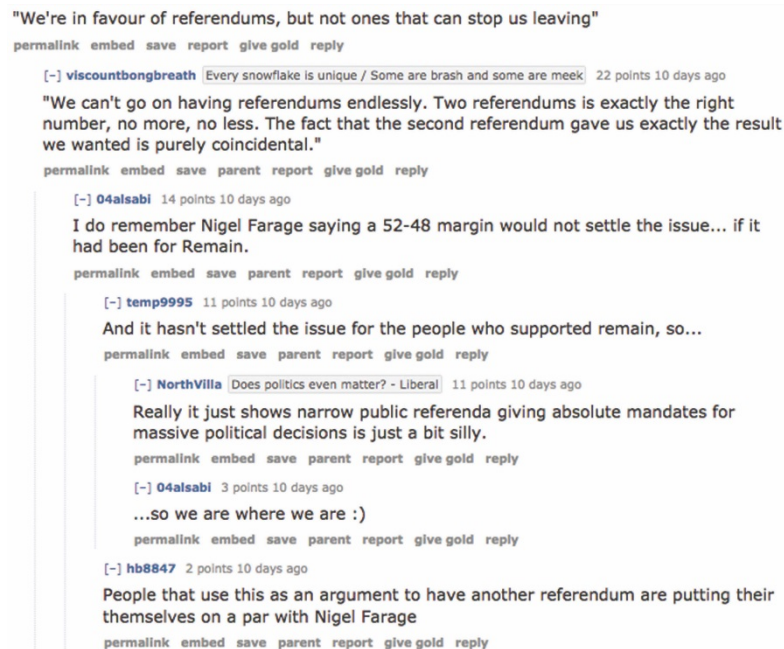 "We're in favour of referendums, but not ones that can stop us leaving"
permalink embed save report give gold reply
[-] viscountbongbreath Every snowflake is unique / Some are brash and some are meek 22 points 10 days ago
"We can't go on having referendums endlessly. Two referendums is exactly the right
number, no more, no less. The fact that the second referendum gave us exactly the result
we wanted is purely coincidental."
permalink embed save parent report give gold reply
[-] 04alsabi 14 points 10 days ago
I do remember Nigel Farage saying a 52-48 margin would not settle the issue... if it
had been for Remain.
permalink embed save parent report give gold reply
[-] temp9995 11 points 10 days ago
And it hasn't settled the issue for the people who supported remain, so...
permalink embed save parent report give gold reply
[-] NorthVilla Does politics even matter? - Liberal 11 points 10 days ago
Really it just shows narrow public referenda giving absolute mandates for
massive political decisions is just a bit silly.
permalink embed save parent report give gold reply
[-] 04alsabi 3 points 10 days ago
...so we are where we are :)
permalink embed save parent report give gold reply
[-] hb8847 2 points 10 days ago
People that use this as an argument to have another referendum are putting their
themselves on a par with Nigel Farage
permalink embed save parent report give gold reply